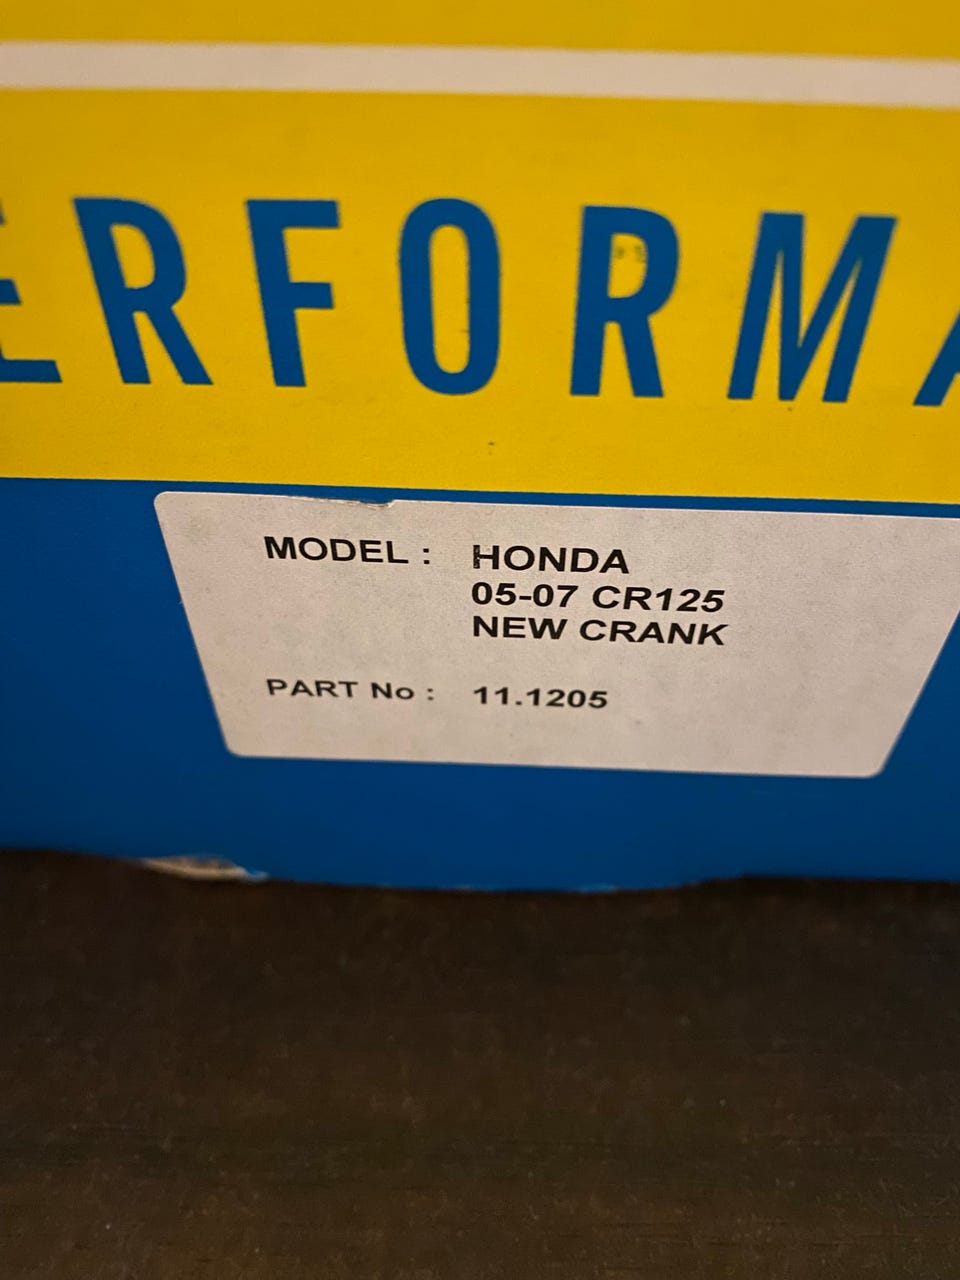 ERFORMA
MODEL : HONDA
05-07 CR125
NEW CRANK
PART No : 11.1205